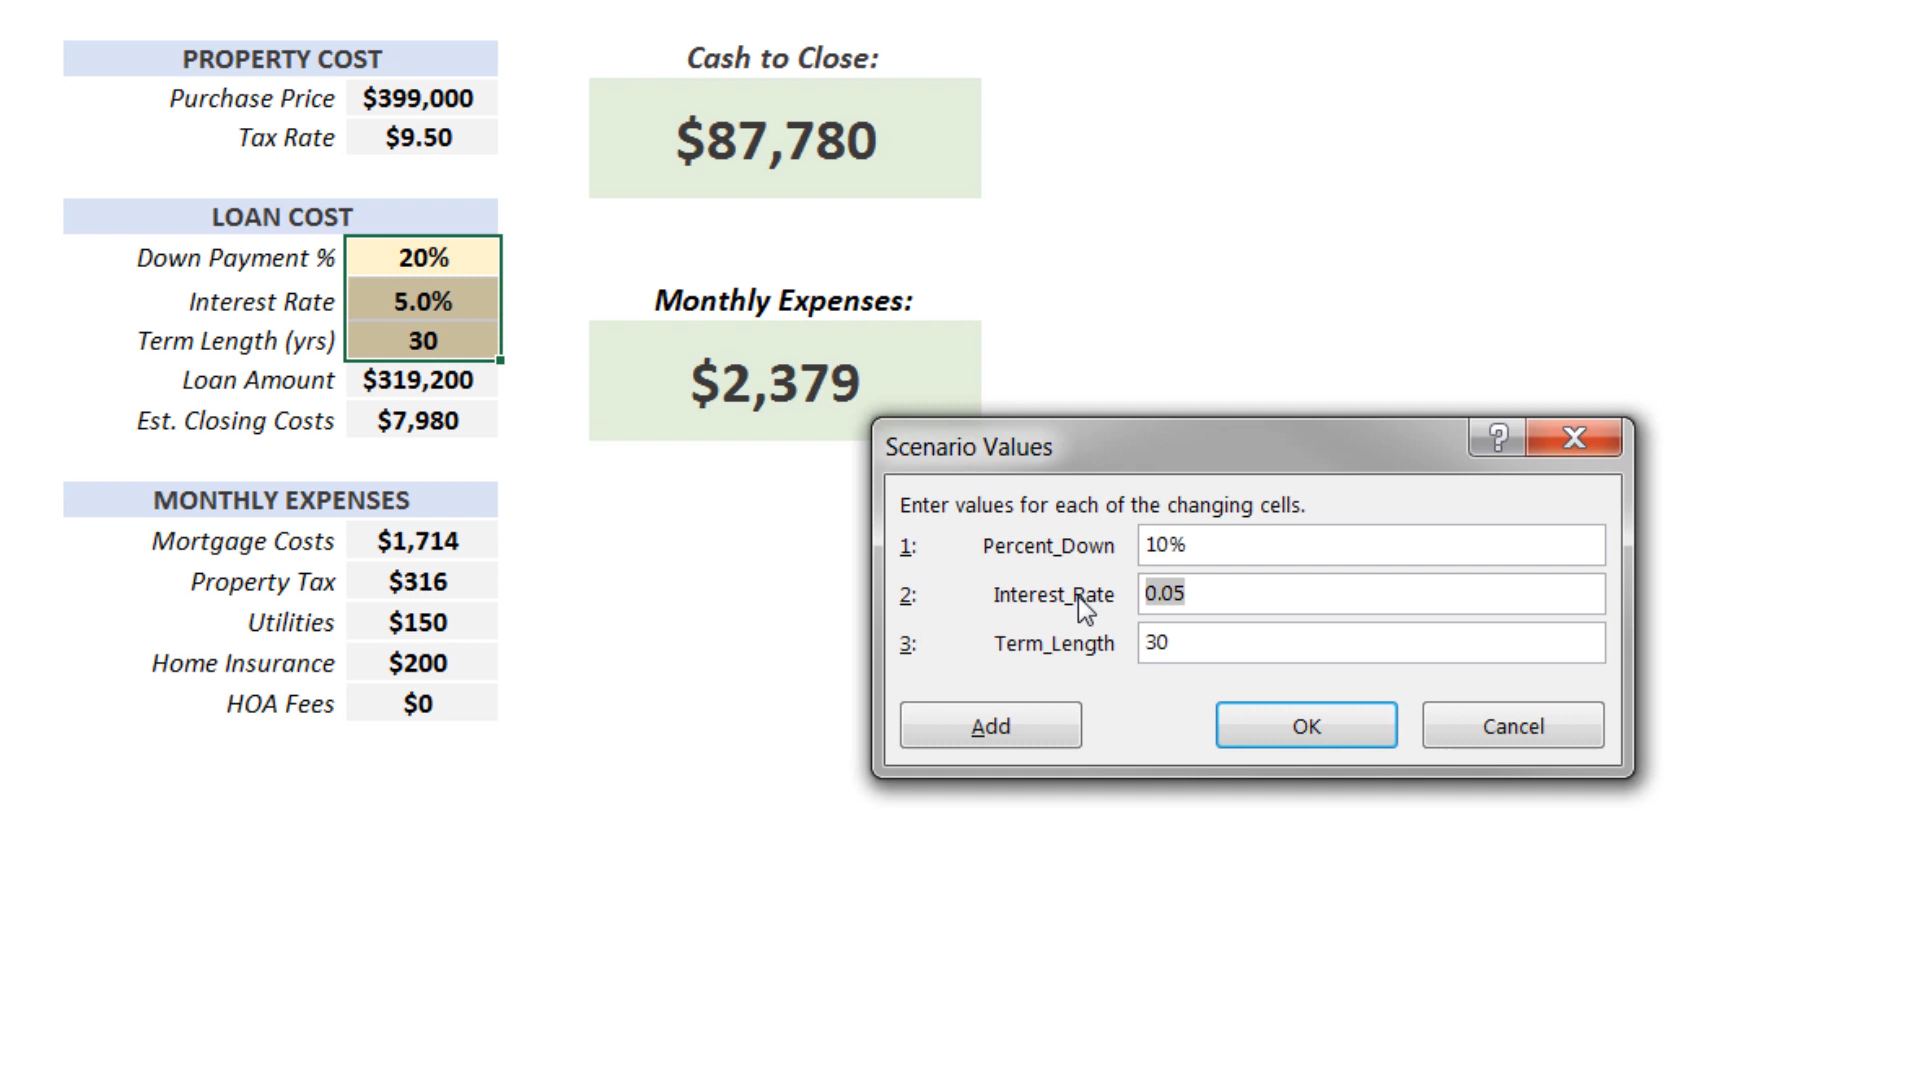 PROPERTY COST
Purchase Price $399,000
Tax Rate $9.50
LOAN COST
Down Payment % 20%
Interest Rate 5.0%
Term Length (yrs) 30
Loan Amount $319,200
Est. Closing Costs $7,980
MONTHLY EXPENSES
Mortgage Costs $1,714
Property Tax $316
Utilities $150
Home Insurance $200
HOA Fees $0
Cash to Close:
$87,780
Monthly Expenses:
$2,379
Scenario Values
Enter values for each of the changing cells.
1: Percent_Down 10%
2: Interest_Rate 0.05
3: Term_Length 30
Add OK Cancel